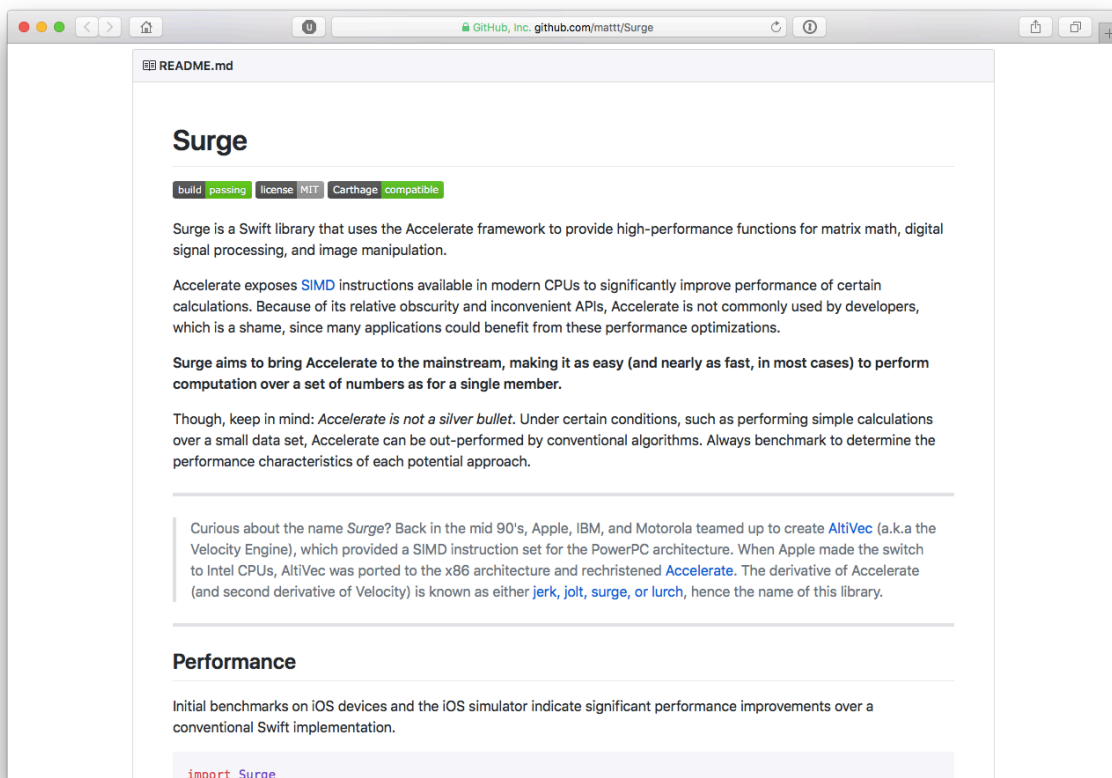 GitHub, Inc. github.com/mattt/Surge
README.md
Surge
build passing license MIT Carthage compatible
Surge is a Swift library that uses the Accelerate framework to provide high-performance functions for matrix math, digital
signal processing, and image manipulation.
Accelerate exposes SIMD instructions available in modern CPUs to significantly improve performance of certain
calculations. Because of its relative obscurity and inconvenient APIs, Accelerate is not commonly used by developers,
which is a shame, since many applications could benefit from these performance optimizations.
Surge aims to bring Accelerate to the mainstream, making it as easy (and nearly as fast, in most cases) to perform
computation over a set of numbers as for a single member.
Though, keep in mind: Accelerate is not a silver bullet. Under certain conditions, such as performing simple calculations
over a small data set, Accelerate can be out-performed by conventional algorithms. Always benchmark to determine the
performance characteristics of each potential approach.
Curious about the name Surge? Back in the mid 90's, Apple, IBM, and Motorola teamed up to create AltiVec (a.k.a the
Velocity Engine), which provided a SIMD instruction set for the PowerPC architecture. When Apple made the switch
to Intel CPUs, AltiVec was ported to the x86 architecture and rechristened Accelerate. The derivative of Accelerate
(and second derivative of Velocity) is known as either jerk, jolt, surge, or lurch, hence the name of this library.
Performance
Initial benchmarks on iOS devices and the iOS simulator indicate significant performance improvements over a
conventional Swift implementation.
import Surge